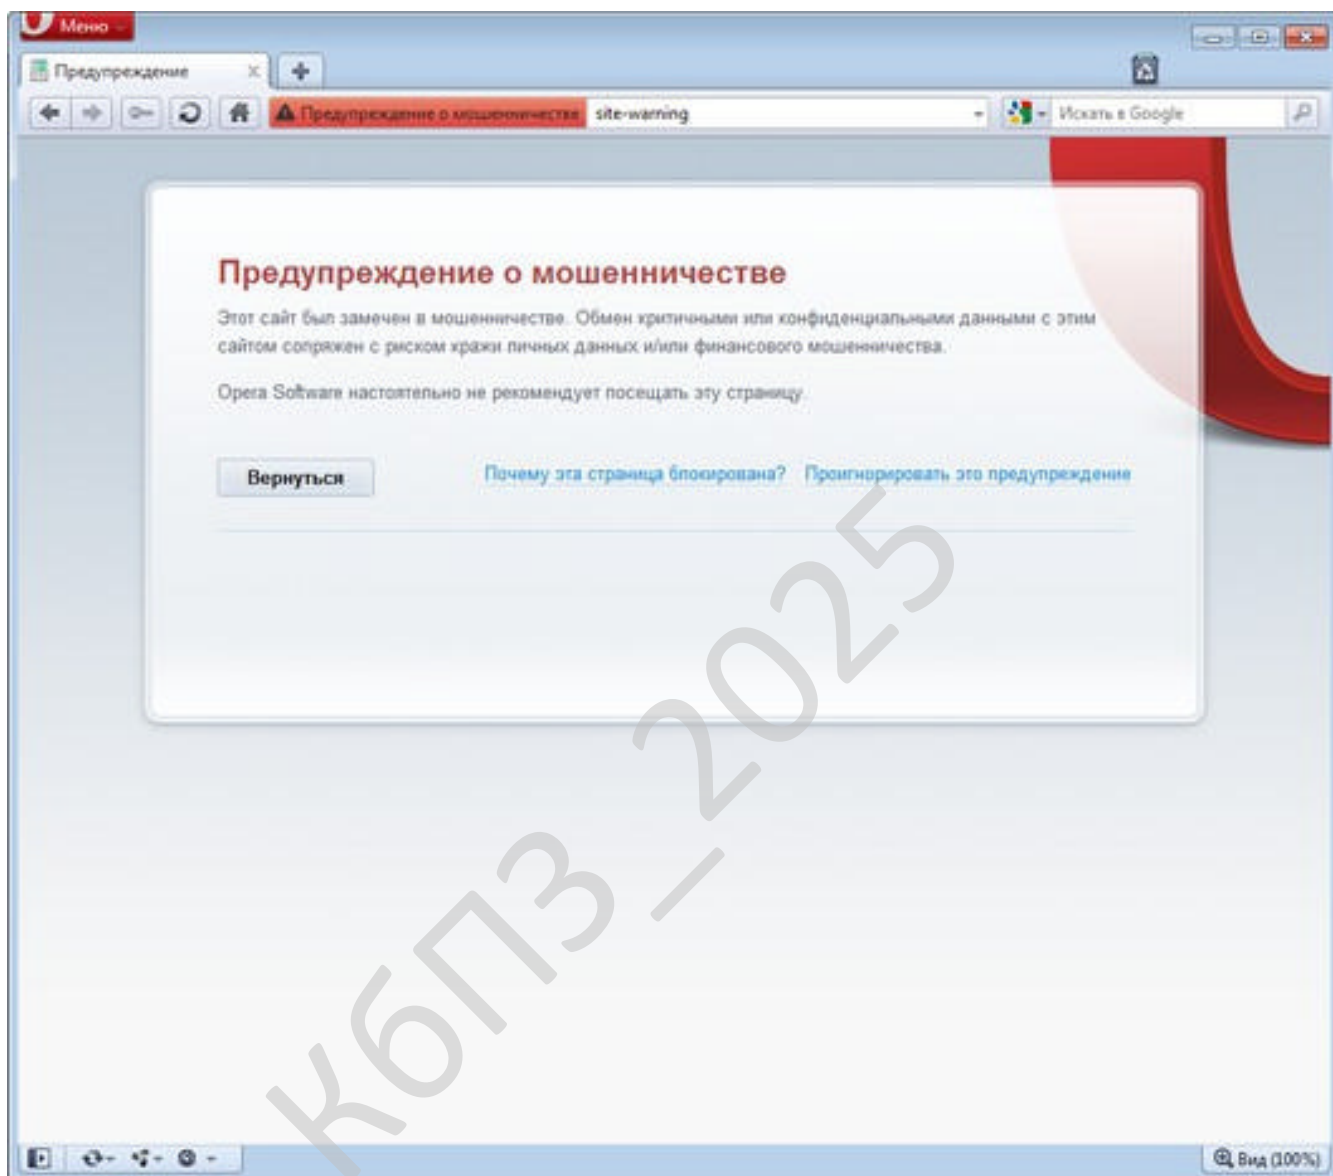 Меню
Предупреждение
Предупреждение о мошенничестве site-warning Искать в Google
Предупреждение о мошенничестве
Этот сайт был замечен в мошенничестве. Обмен критичными или конфиденциальными данными с этим
сайтом сопряжен с риском кражи личных данных и/или финансового мошенничества.
Opera Software настоятельно не рекомендует посещать эту страницу.
Вернуться Почему эта страница блокирована? Проигнорировать это предупреждение
КБПЗ_2025
Вид (100%)